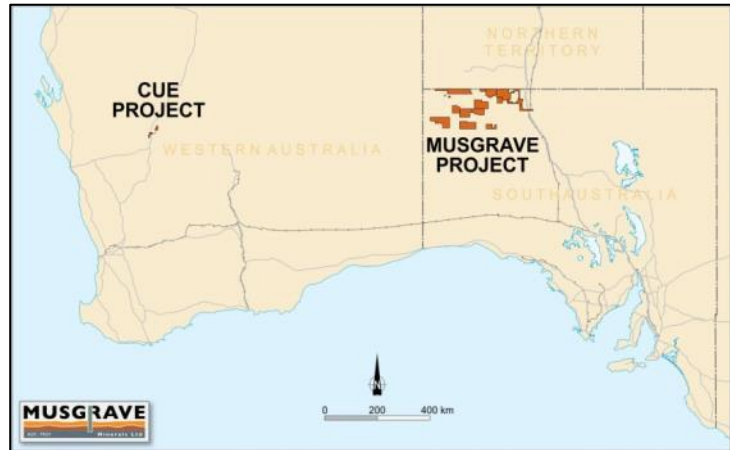 NORTHERN
TERRITORY
CUE
PROJECT
WESTERN AUSTRALIA
MUSGRAVE
PROJECT
SOUTH AUSTRALIA
N
0 200 400 km
MUSGRAVE
Minerals Ltd